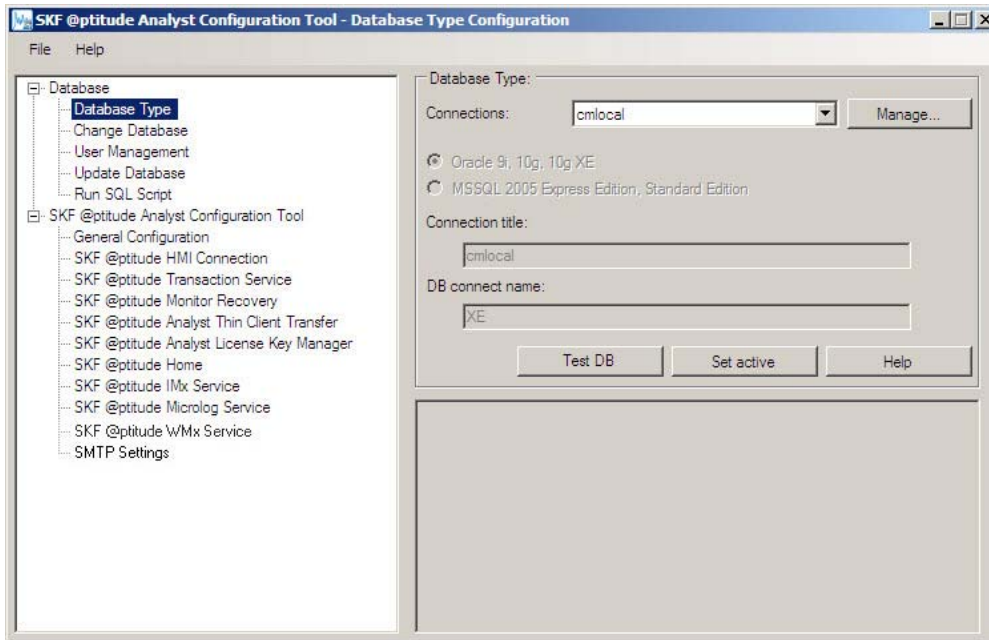 SKF @ptitude Analyst Configuration Tool - Database Type Configuration
File Help
Database
Database Type
Change Database
User Management
Update Database
Run SQL Script
SKF @ptitude Analyst Configuration Tool
General Configuration
SKF @ptitude HMI Connection
SKF @ptitude Transaction Service
SKF @ptitude Monitor Recovery
SKF @ptitude Analyst Thin Client Transfer
SKF @ptitude Analyst License Key Manager
SKF @ptitude Home
SKF @ptitude IMx Service
SKF @ptitude Microlog Service
SKF @ptitude WMx Service
SMTP Settings
Database Type:
Connections: cmlocal Manage...
Oracle 9i, 10g, 10g XE
MSSQL 2005 Express Edition, Standard Edition
Connection title:
cmlocal
DB connect name:
XE
Test DB Set active Help